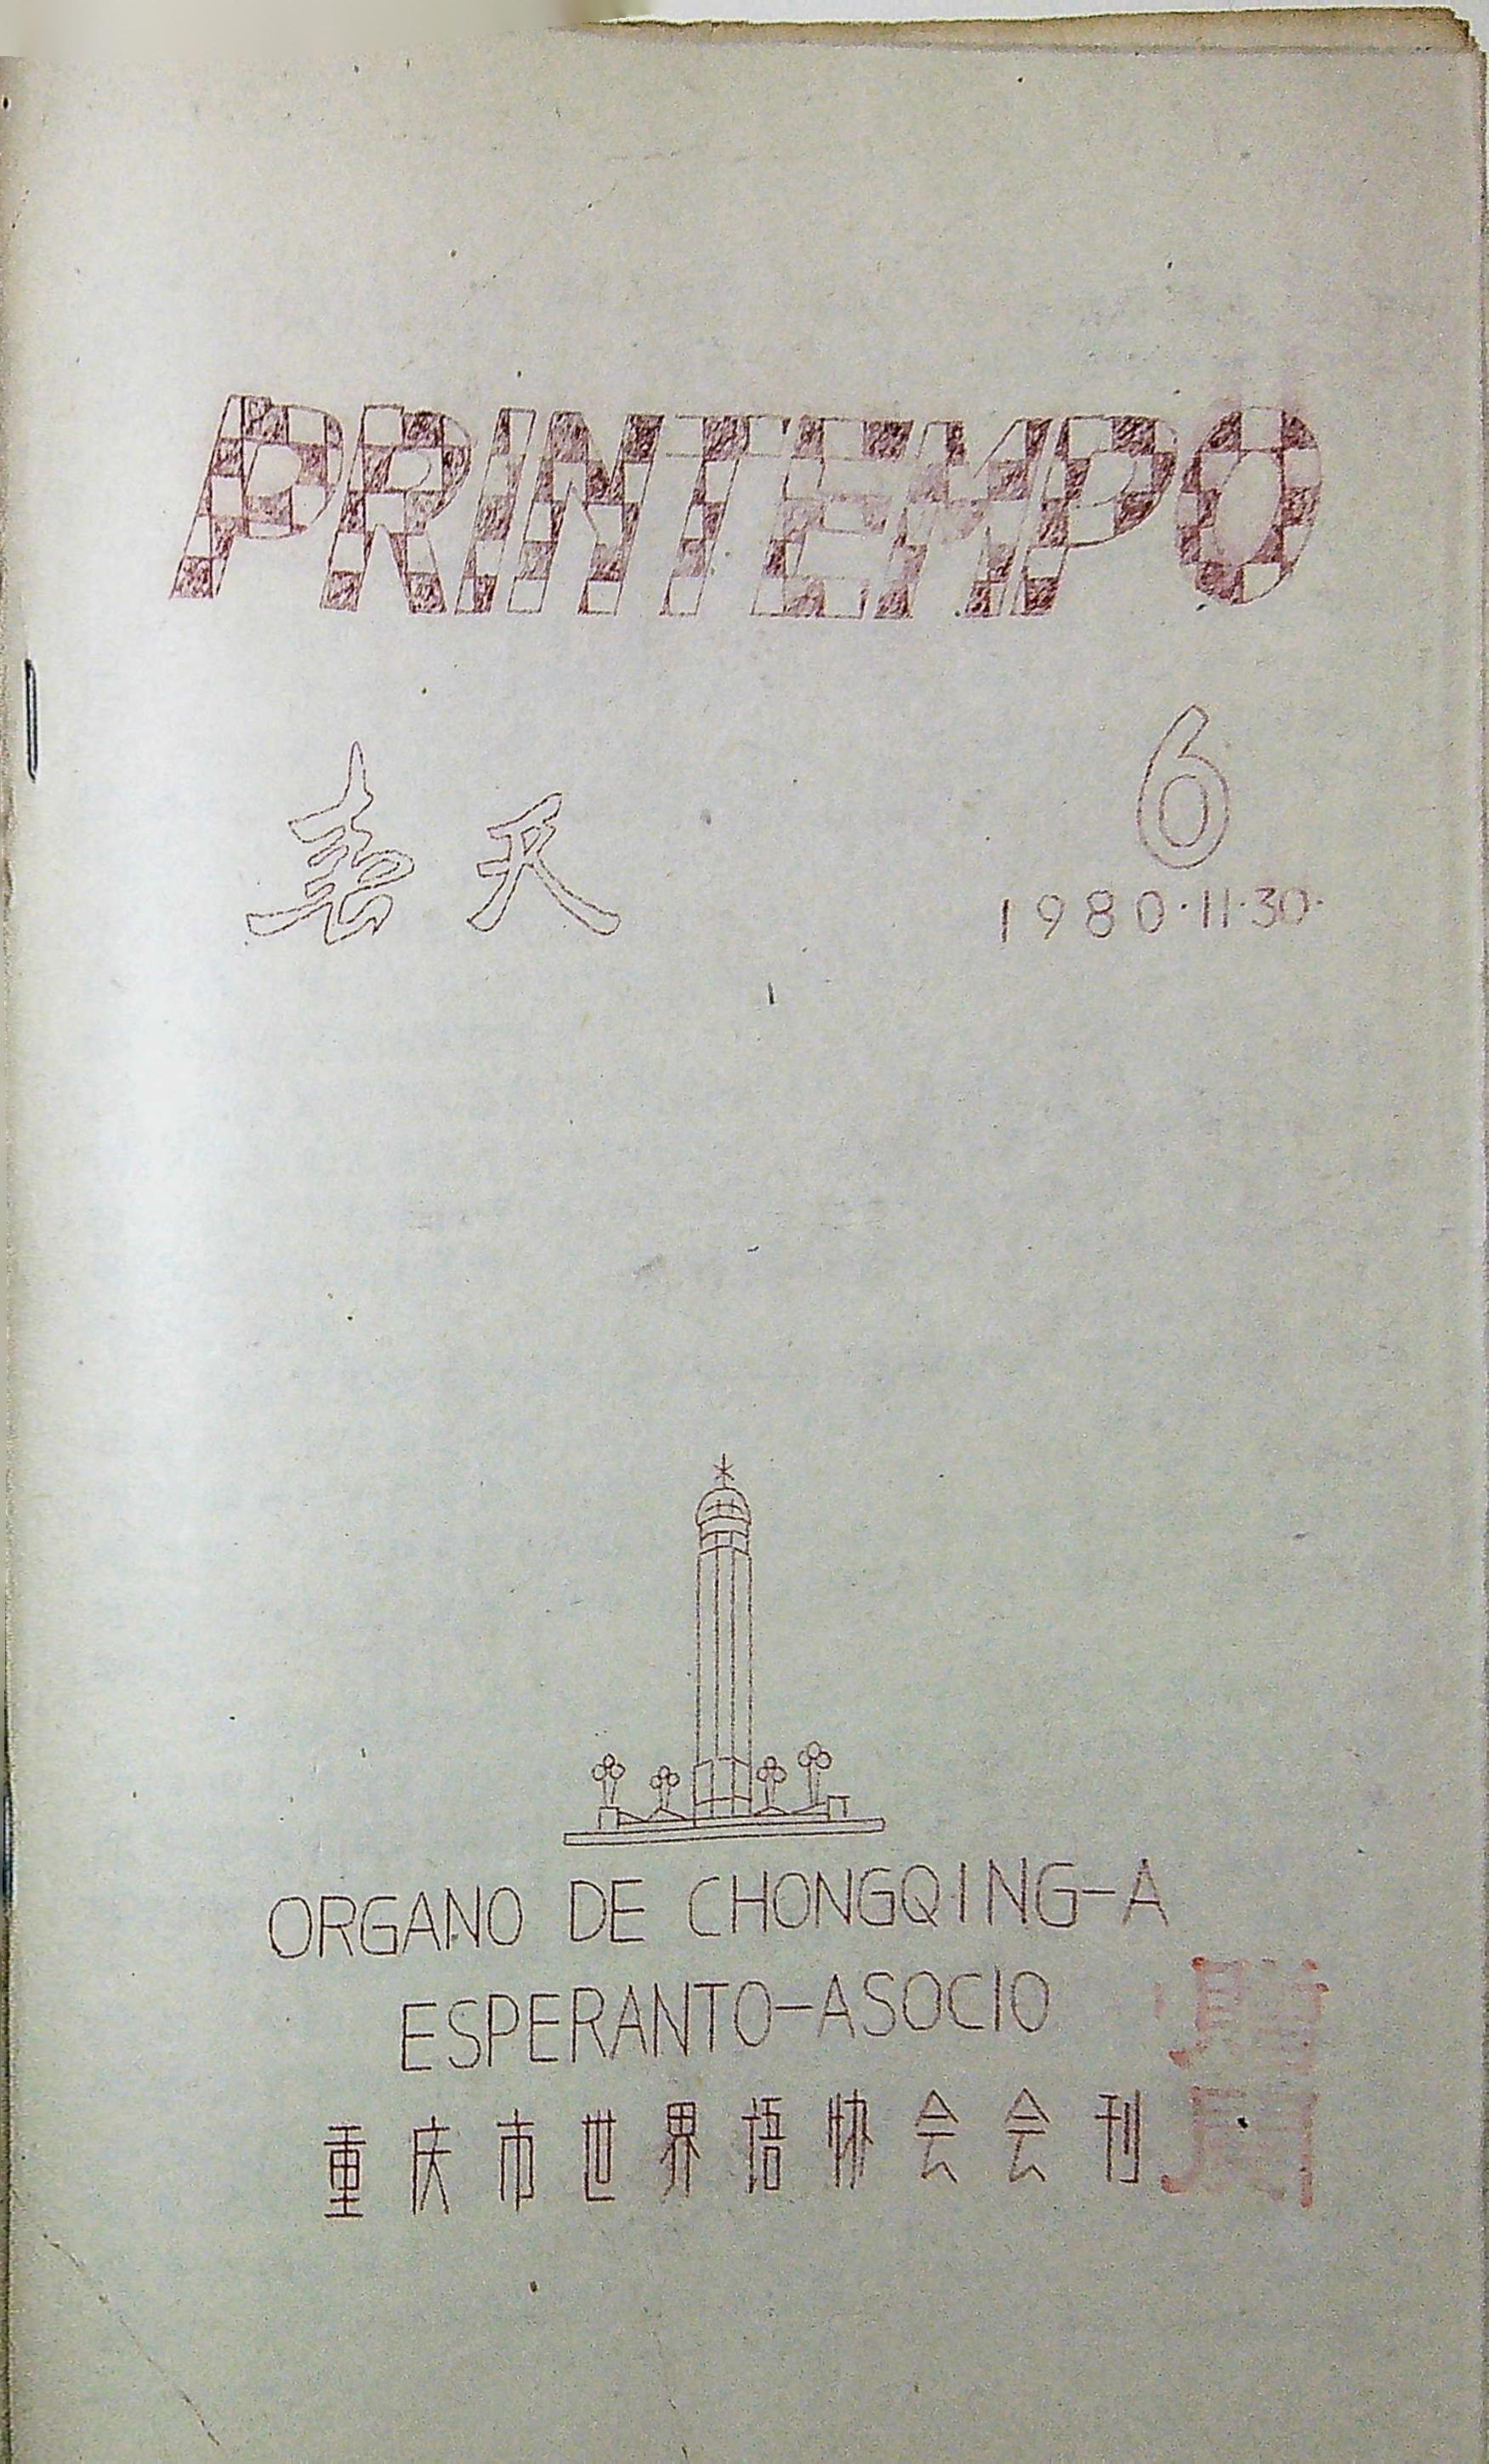 PRINTEMPO
春天
6
1980·11·30·
ORGANO DE CHONGQING-A
ESPERANTO-ASOCIO
重庆市世界语协会会刊